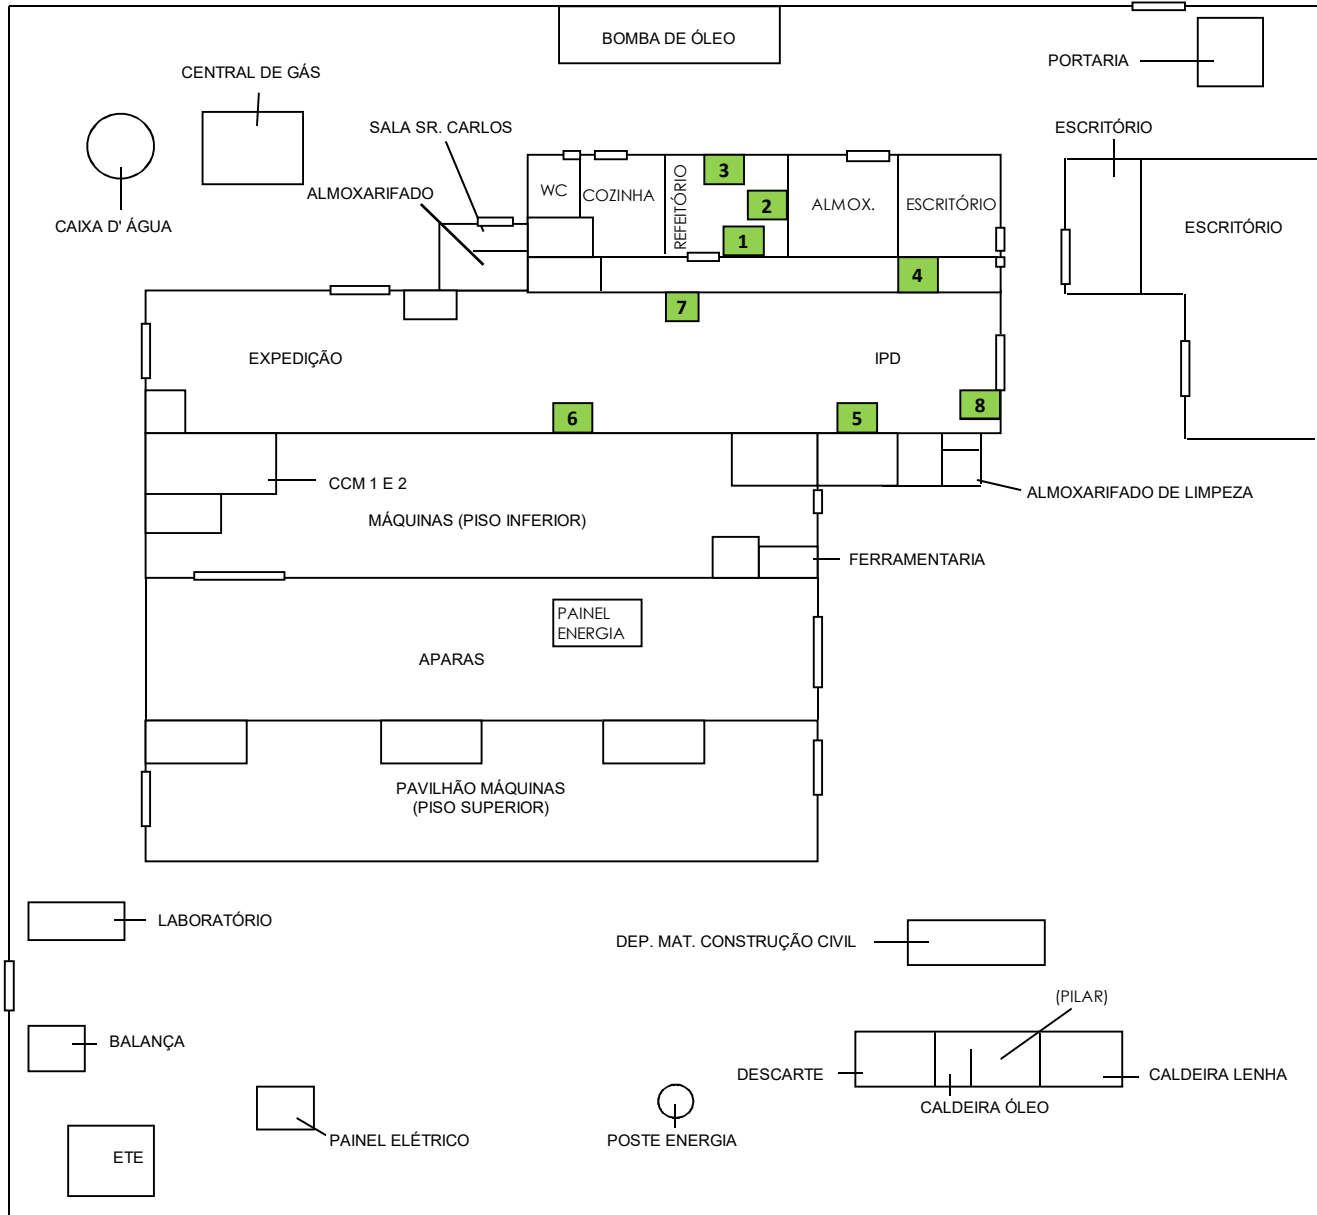 BOMBA DE ÓLEO
PORTARIA
CENTRAL DE GÁS
SALA SR. CARLOS
ESCRITÓRIO
ALMOXARIFADO
CAIXA D' ÁGUA
WC
COZINHA
REFEITÓRIO
3
2
1
ALMOX.
ESCRITÓRIO
ESCRITÓRIO
4
7
EXPEDIÇÃO
IPD
8
6
5
CCM 1 E 2
ALMOXARIFADO DE LIMPEZA
MÁQUINAS (PISO INFERIOR)
FERRAMENTARIA
PAINEL
ENERGIA
APARAS
PAVILHÃO MÁQUINAS
(PISO SUPERIOR)
LABORATÓRIO
DEP. MAT. CONSTRUÇÃO CIVIL
(PILAR)
BALANÇA
DESCARTE
CALDEIRA LENHA
CALDEIRA ÓLEO
PAINEL ELÉTRICO
POSTE ENERGIA
ETE